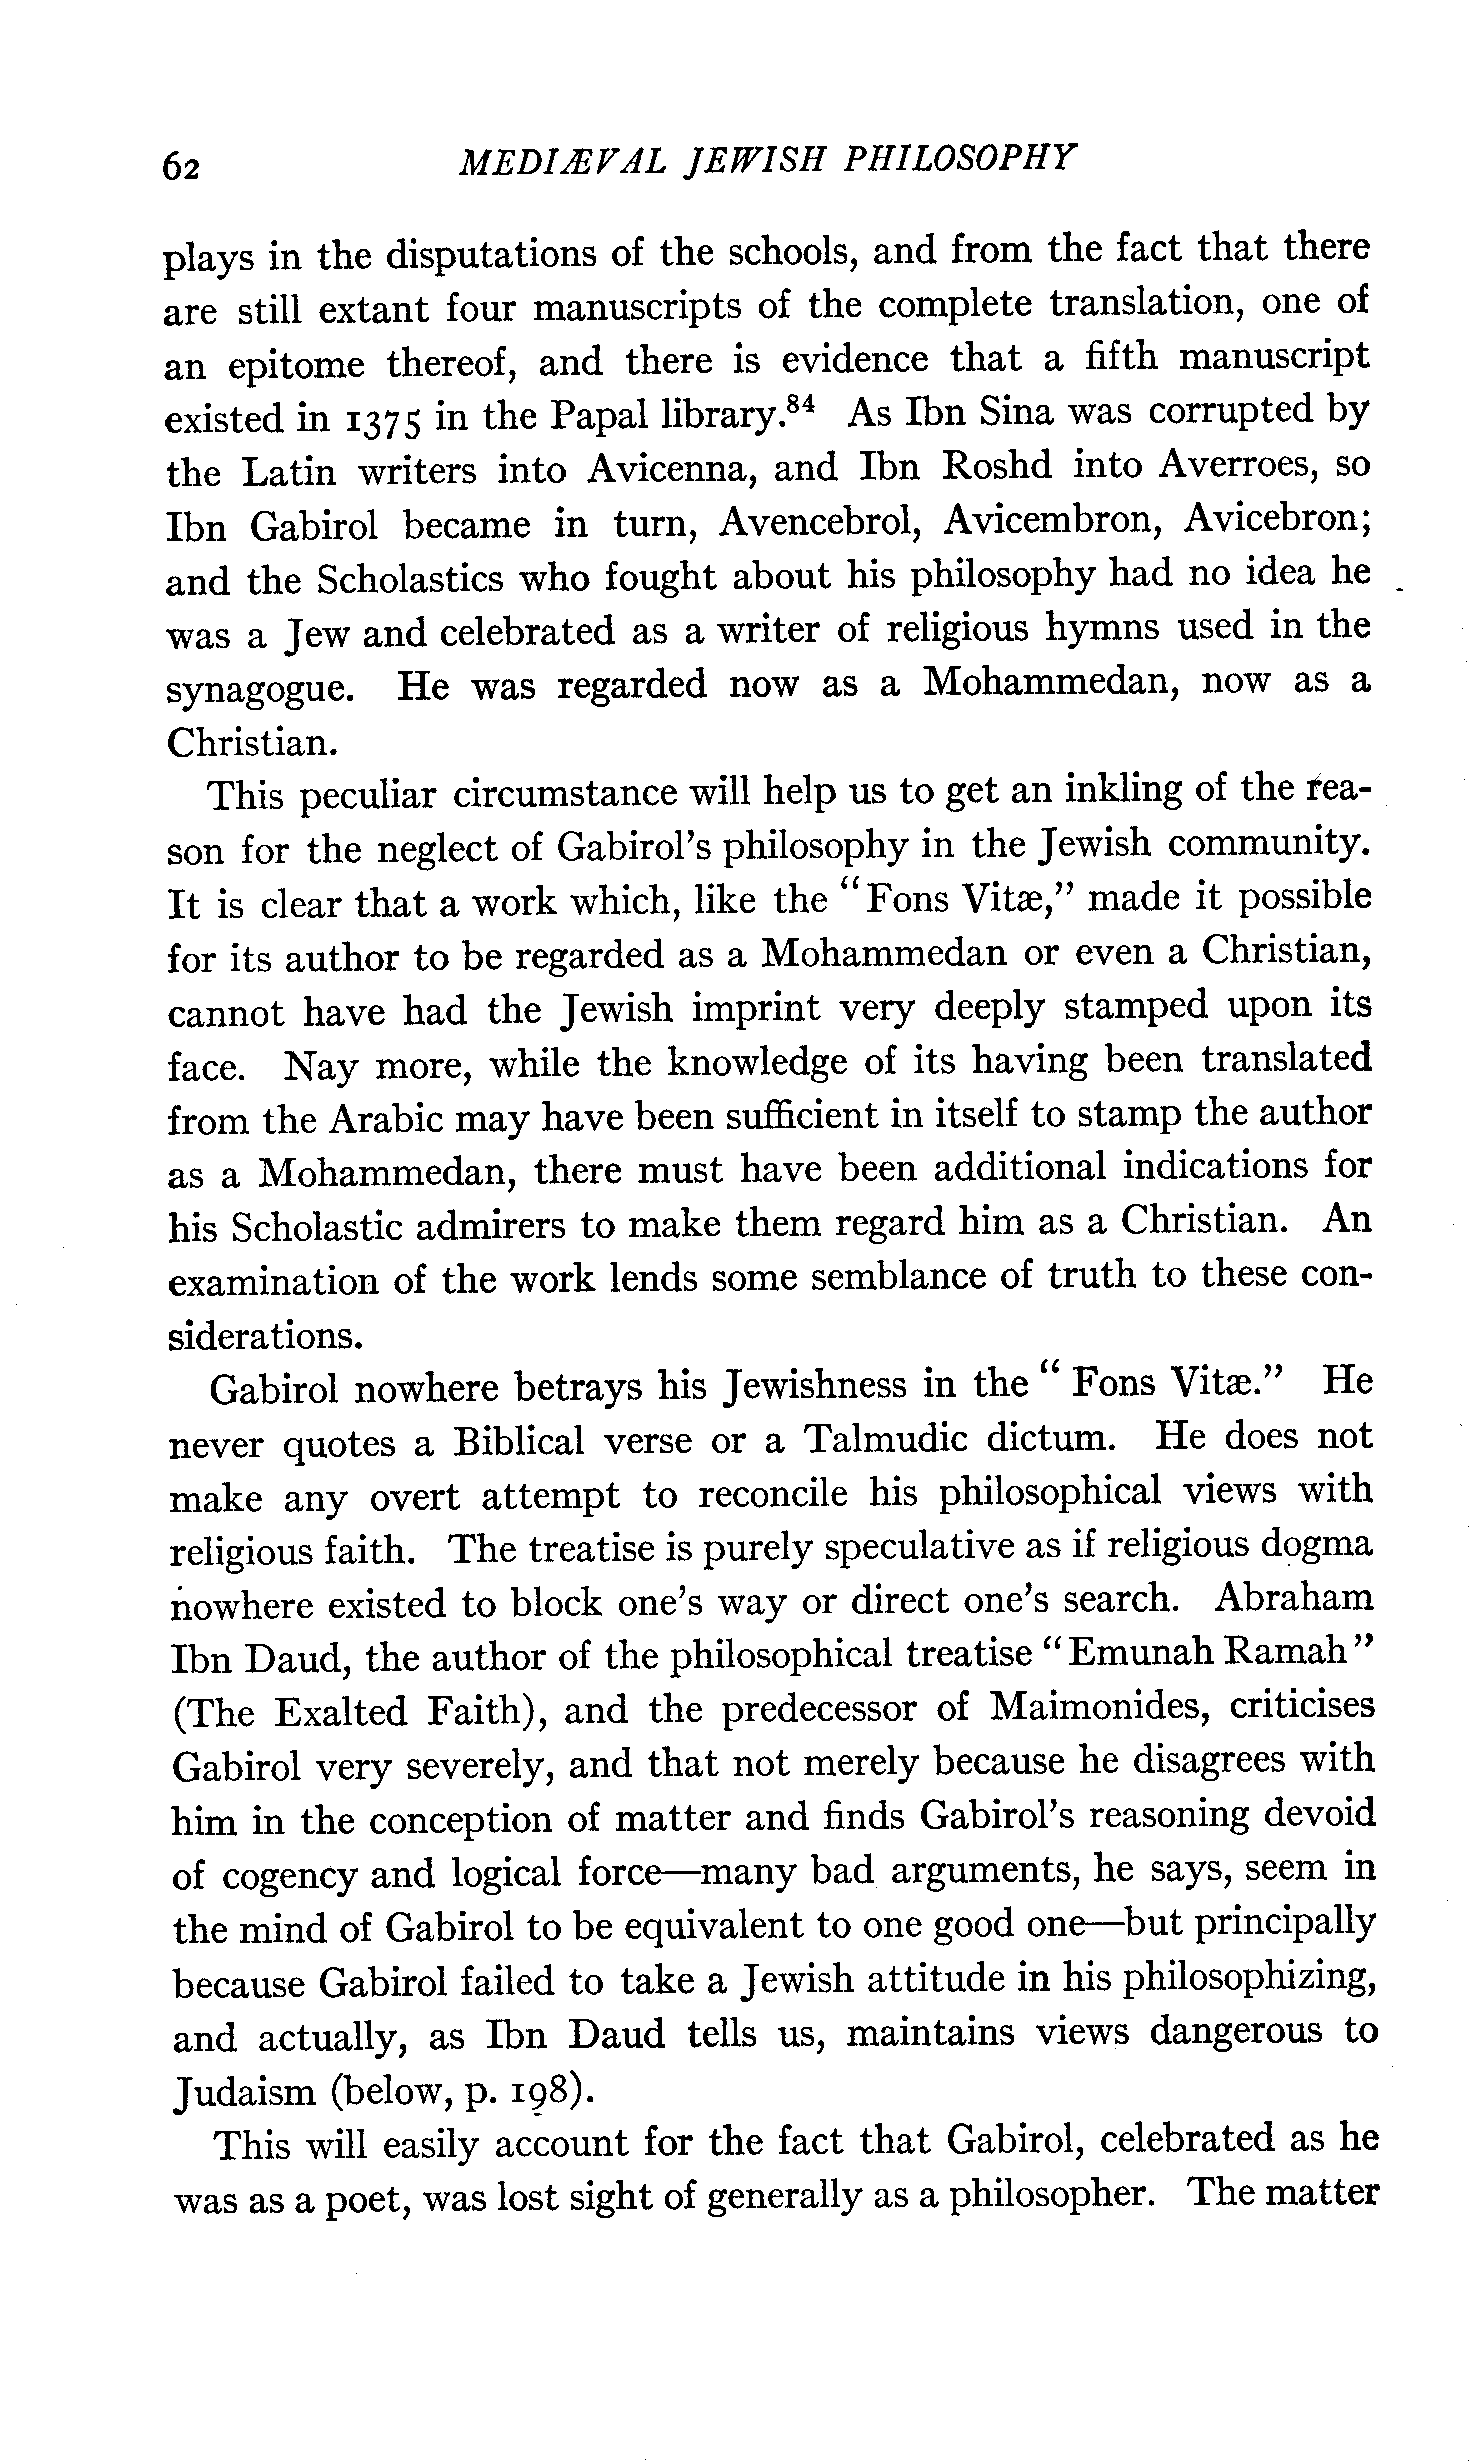 62 MEDIÆVAL JEWISH PHILOSOPHY
plays in the disputations of the schools, and from the fact that there
are still extant four manuscripts of the complete translation, one of
an epitome thereof, and there is evidence that a fifth manuscript
existed in 1375 in the Papal library.⁸⁴ As Ibn Sina was corrupted by
the Latin writers into Avicenna, and Ibn Roshd into Averroes, so
Ibn Gabirol became in turn, Avencebrol, Avicembron, Avicebron;
and the Scholastics who fought about his philosophy had no idea he
was a Jew and celebrated as a writer of religious hymns used in the
synagogue. He was regarded now as a Mohammedan, now as a
Christian.
This peculiar circumstance will help us to get an inkling of the rea-
son for the neglect of Gabirol's philosophy in the Jewish community.
It is clear that a work which, like the "Fons Vitæ," made it possible
for its author to be regarded as a Mohammedan or even a Christian,
cannot have had the Jewish imprint very deeply stamped upon its
face. Nay more, while the knowledge of its having been translated
from the Arabic may have been sufficient in itself to stamp the author
as a Mohammedan, there must have been additional indications for
his Scholastic admirers to make them regard him as a Christian. An
examination of the work lends some semblance of truth to these con-
siderations.
Gabirol nowhere betrays his Jewishness in the "Fons Vitæ." He
never quotes a Biblical verse or a Talmudic dictum. He does not
make any overt attempt to reconcile his philosophical views with
religious faith. The treatise is purely speculative as if religious dogma
nowhere existed to block one's way or direct one's search. Abraham
Ibn Daud, the author of the philosophical treatise "Emunah Ramah"
(The Exalted Faith), and the predecessor of Maimonides, criticises
Gabirol very severely, and that not merely because he disagrees with
him in the conception of matter and finds Gabirol's reasoning devoid
of cogency and logical force—many bad arguments, he says, seem in
the mind of Gabirol to be equivalent to one good one—but principally
because Gabirol failed to take a Jewish attitude in his philosophizing,
and actually, as Ibn Daud tells us, maintains views dangerous to
Judaism (below, p. 198).
This will easily account for the fact that Gabirol, celebrated as he
was as a poet, was lost sight of generally as a philosopher. The matter